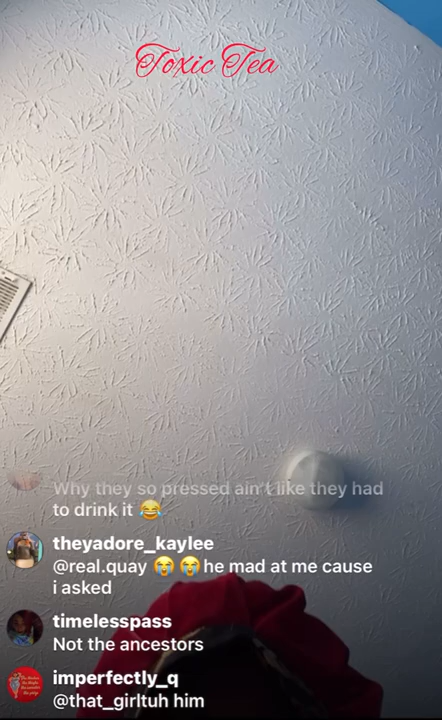 Toxic Tea
Why they so pressed ain't like they had
to drink it 😂
theyadore_kaylee
@real.quay 😭😭he mad at me cause
i asked
timelesspass
Not the ancestors
imperfectly_q
@that_girltuh him